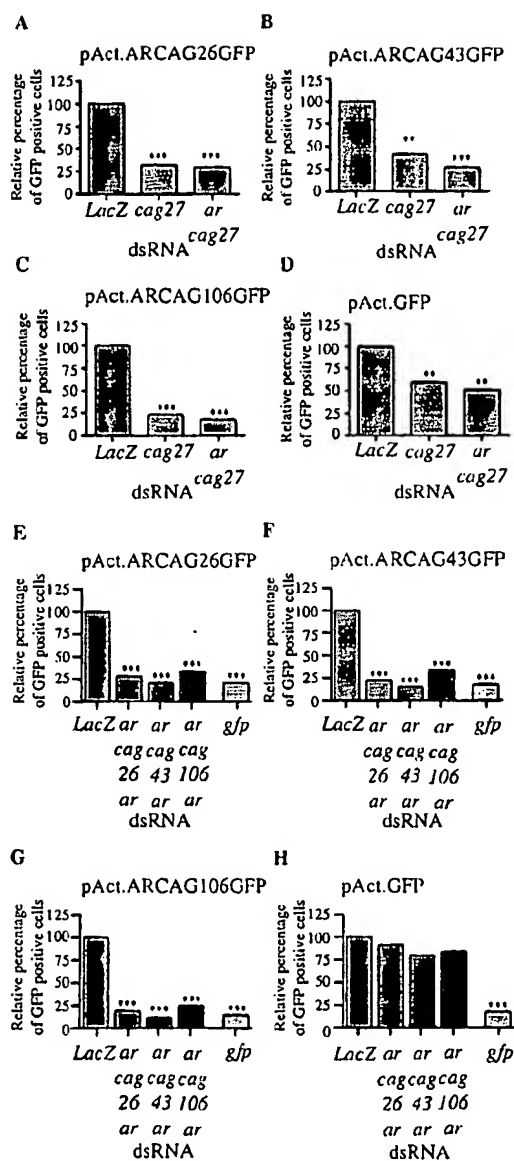 A
pAct.ARCAG26GFP
Relative percentage
of GFP positive cells
125
100
75
50
25
0
***
***
LacZ
cag27
ar
cag27
dsRNA
B
pAct.ARCAG43GFP
Relative percentage
of GFP positive cells
125
100
75
50
25
0
**
***
LacZ
cag27
ar
cag27
dsRNA
C
pAct.ARCAG106GFP
Relative percentage
of GFP positive cells
125
100
75
50
25
0
***
***
LacZ
cag27
ar
cag27
dsRNA
D
pAct.GFP
Relative percentage
of GFP positive cells
125
100
75
50
25
0
**
**
LacZ
cag27
ar
cag27
dsRNA
E
pAct.ARCAG26GFP
Relative percentage
of GFP positive cells
125
100
75
50
25
0
***
***
***
***
LacZ ar ar ar gfp
cag cag cag
26 43 106
ar ar ar
dsRNA
F
pAct.ARCAG43GFP
Relative percentage
of GFP positive cells
125
100
75
50
25
0
***
***
***
***
LacZ ar ar ar gfp
cag cag cag
26 43 106
ar ar ar
dsRNA
G
pAct.ARCAG106GFP
Relative percentage
of GFP positive cells
125
100
75
50
25
0
***
***
***
***
LacZ ar ar ar gfp
cag cag cag
26 43 106
ar ar ar
dsRNA
H
pAct.GFP
Relative percentage
of GFP positive cells
125
100
75
50
25
0
***
LacZ ar ar ar gfp
cag cag cag
26 43 106
ar ar ar
dsRNA